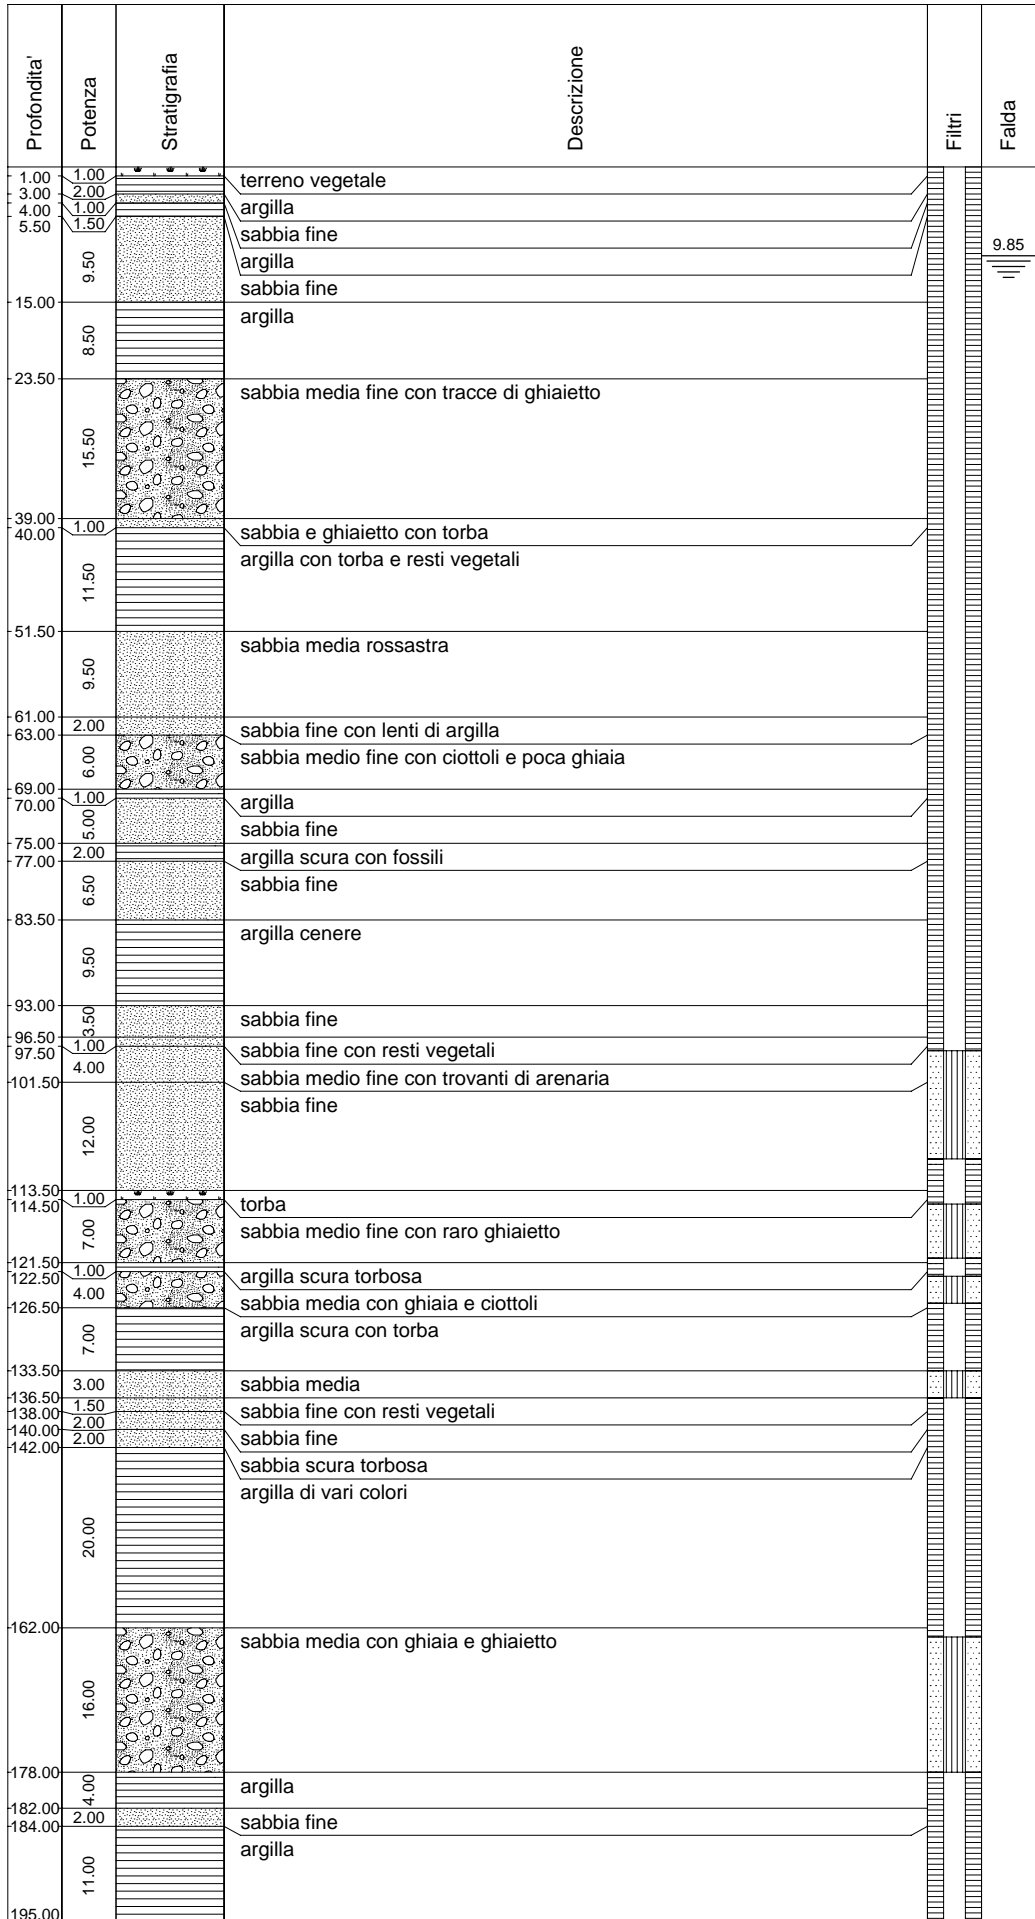 Profondita' Potenza Stratigrafia Descrizione Filtri Falda
1.00 1.00 terreno vegetale
3.00 2.00 argilla
4.00 1.00 sabbia fine
5.50 1.50 argilla
9.85
15.00 9.50 sabbia fine
23.50 8.50 argilla
39.00 15.50 sabbia media fine con tracce di ghiaietto
40.00 1.00 sabbia e ghiaietto con torba
51.50 11.50 argilla con torba e resti vegetali
61.00 9.50 sabbia media rossastra
63.00 2.00 sabbia fine con lenti di argilla
69.00 6.00 sabbia medio fine con ciottoli e poca ghiaia
70.00 1.00 argilla
75.00 5.00 sabbia fine
77.00 2.00 argilla scura con fossili
83.50 6.50 sabbia fine
93.00 9.50 argilla cenere
96.50 3.50 sabbia fine
97.50 1.00 sabbia fine con resti vegetali
101.50 4.00 sabbia medio fine con trovanti di arenaria
113.50 12.00 sabbia fine
114.50 1.00 torba
121.50 7.00 sabbia medio fine con raro ghiaietto
122.50 1.00 argilla scura torbosa
126.50 4.00 sabbia media con ghiaia e ciottoli
133.50 7.00 argilla scura con torba
136.50 3.00 sabbia media
138.00 1.50 sabbia fine con resti vegetali
140.00 2.00 sabbia fine
142.00 2.00 sabbia scura torbosa
162.00 20.00 argilla di vari colori
178.00 16.00 sabbia media con ghiaia e ghiaietto
182.00 4.00 argilla
184.00 2.00 sabbia fine
195.00 11.00 argilla